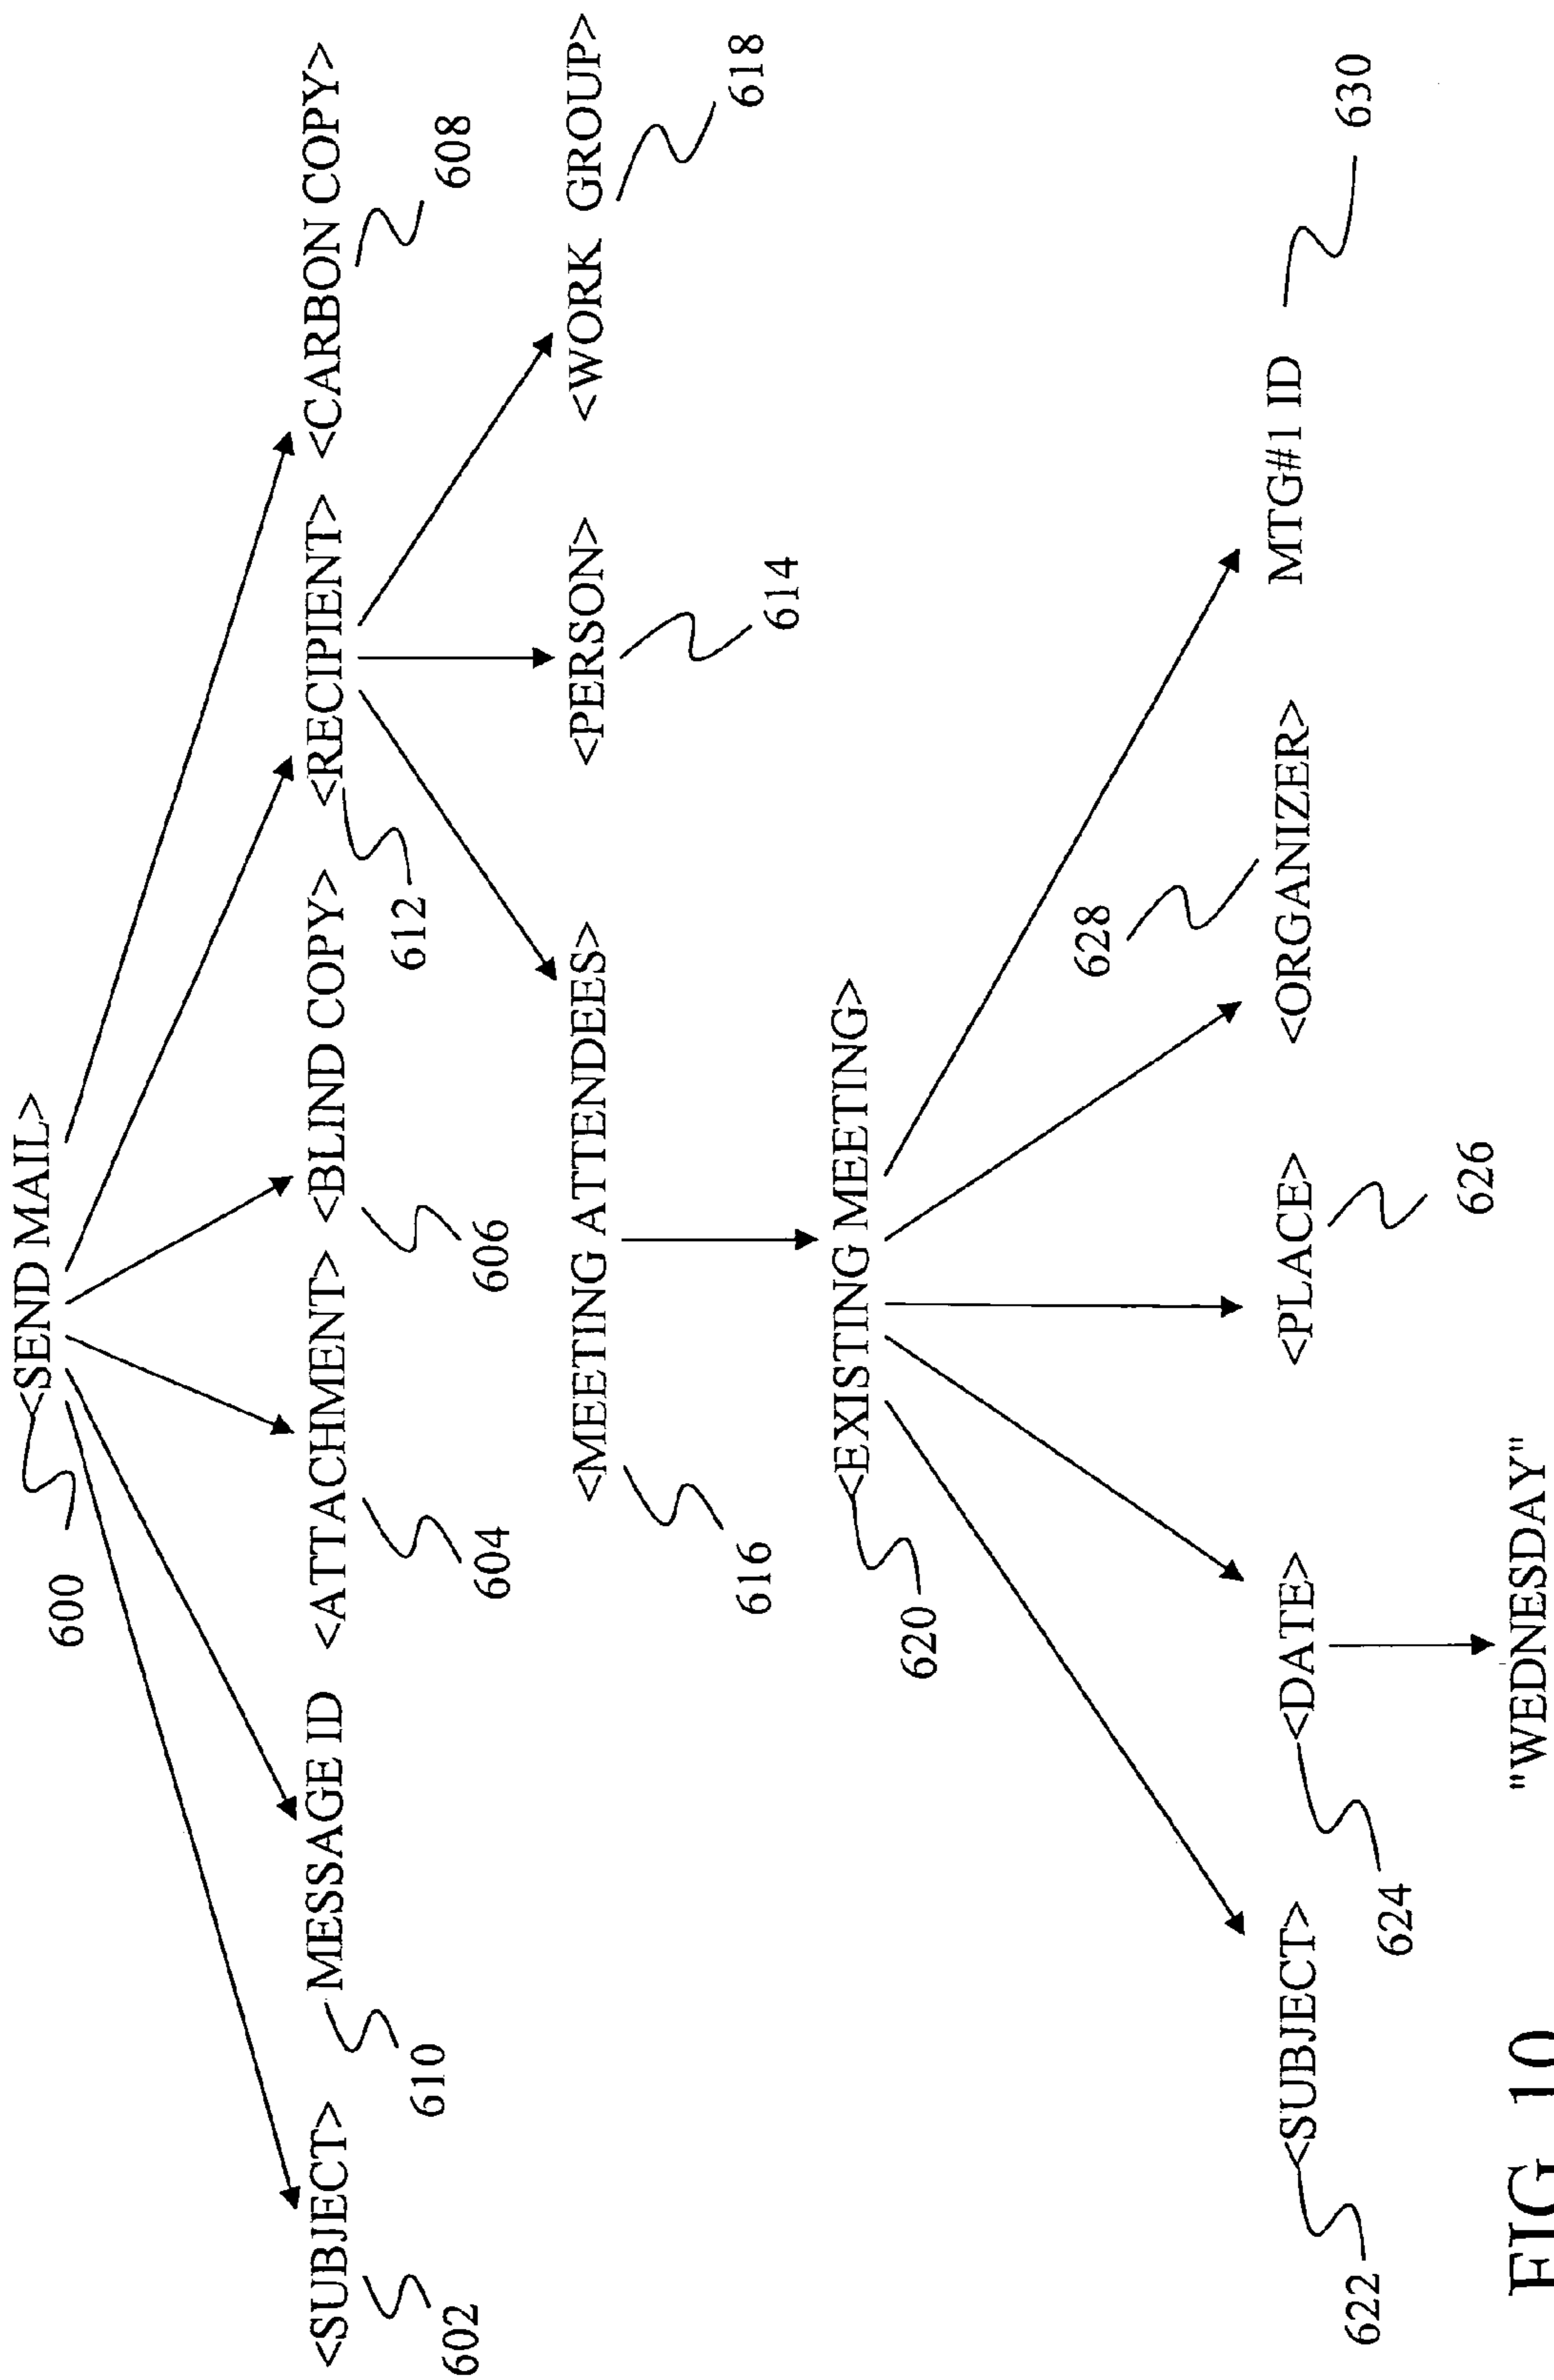 <SEND MAIL>
600
<SUBJECT> MESSAGE ID <ATTACHMENT> <BLIND COPY> <RECIPIENT> <CARBON COPY>
602 610 604 606 612 608
<MEETING ATTENDEES> <PERSON> <WORK GROUP>
616 614 618
<EXISTING MEETING>
620
628
<SUBJECT> <DATE> <PLACE> <ORGANIZER> MTG#1 ID
622 624 626 630
"WEDNESDAY"
FIG 10